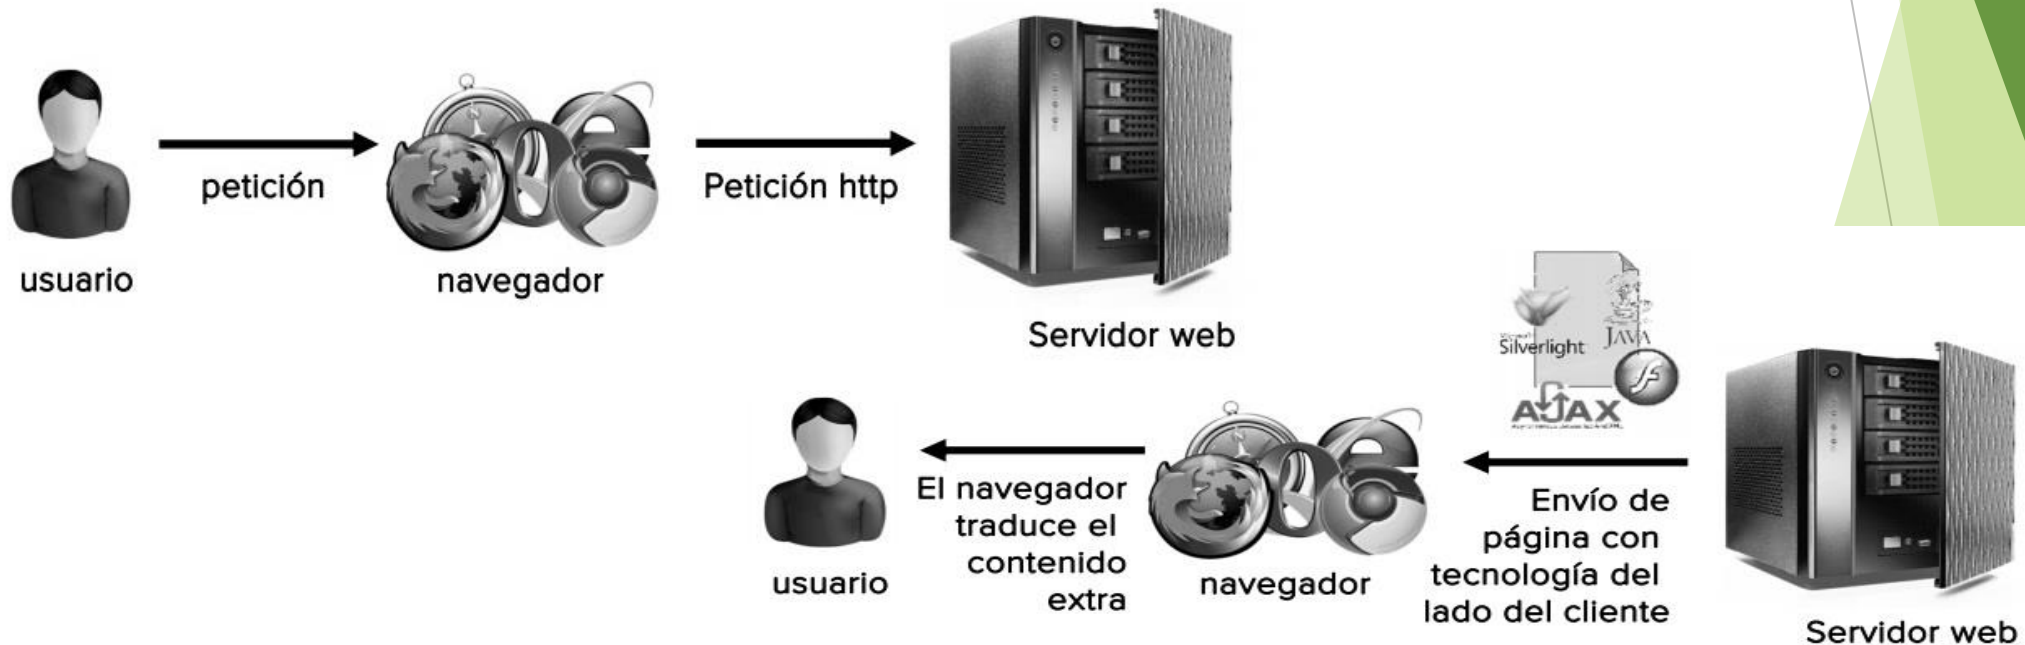 petición
Petición http
usuario
navegador
Servidor web
Silverlight
JAVA
AJAX
El navegador
traduce el
contenido
extra
usuario
navegador
Envío de
página con
tecnología del
lado del cliente
Servidor web